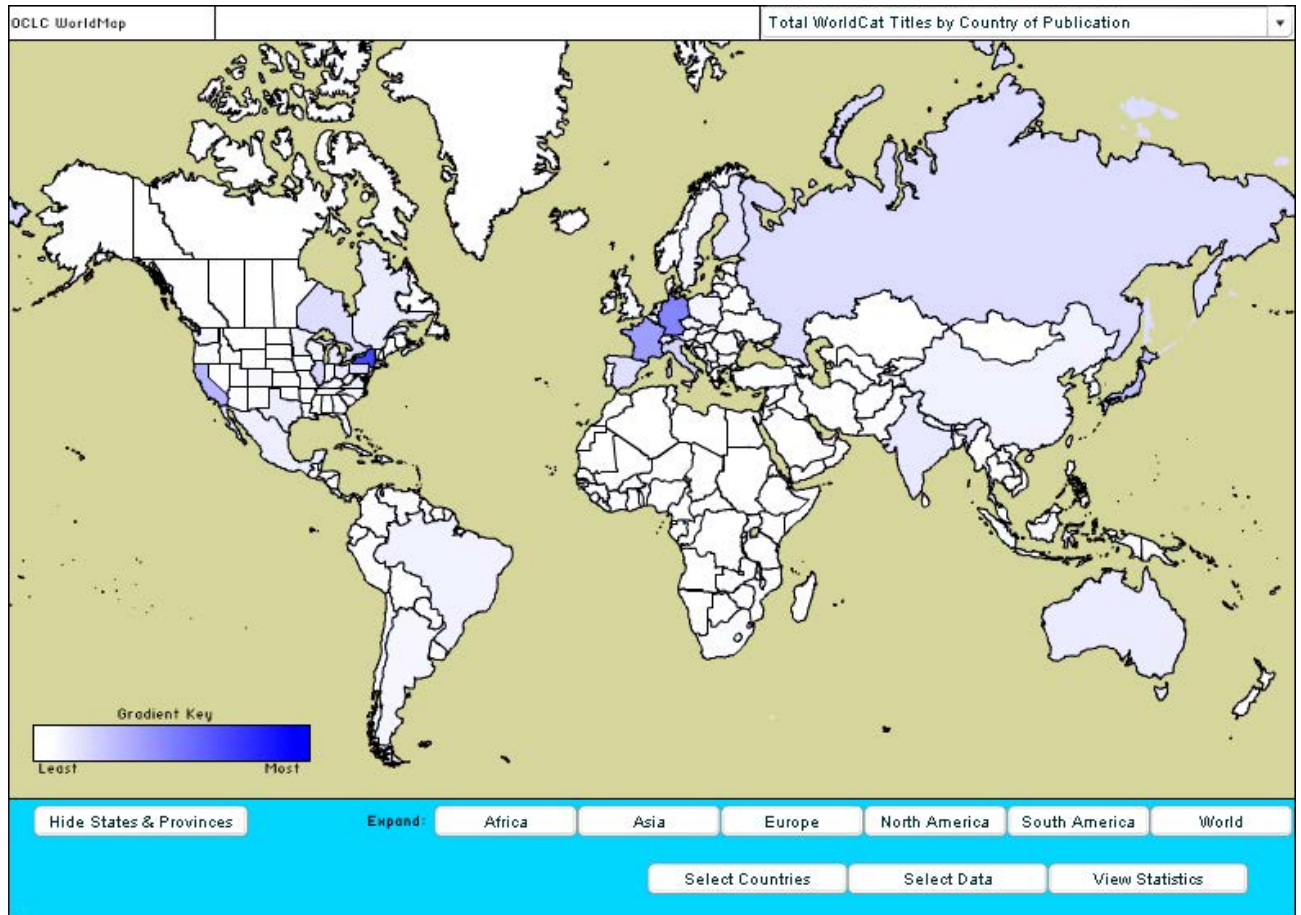 OCLC WorldMap
Total WorldCat Titles by Country of Publication
Gradient Key
Least Most
Hide States & Provinces Expand: Africa Asia Europe North America South America World
Select Countries Select Data View Statistics